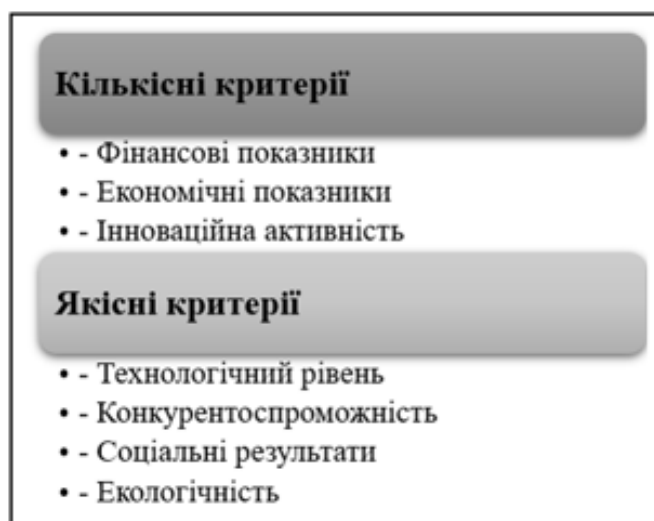 Кількісні критерії
• - Фінансові показники
• - Економічні показники
• - Інноваційна активність
Якісні критерії
• - Технологічний рівень
• - Конкурентоспроможність
• - Соціальні результати
• - Екологічність